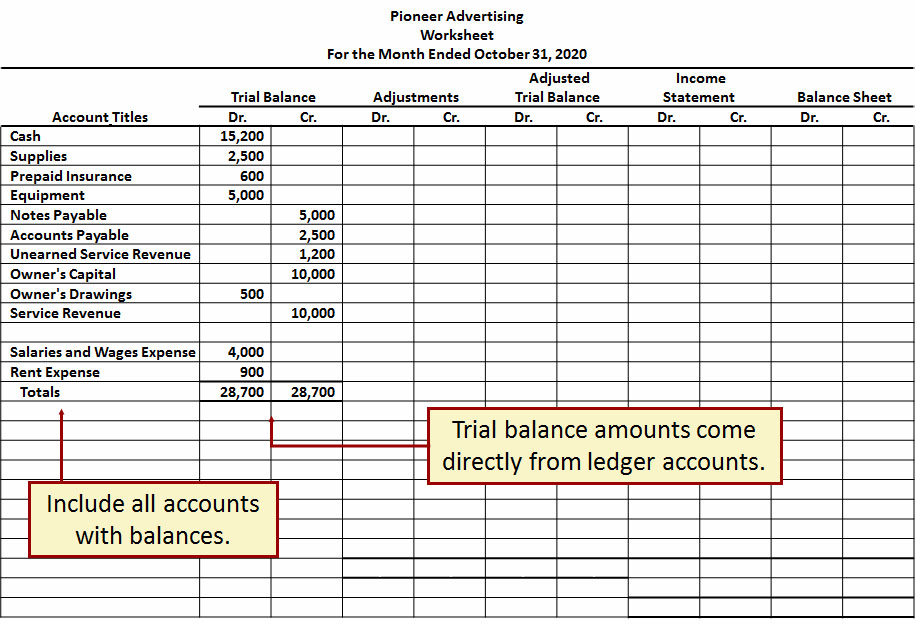 Pioneer Advertising
Worksheet
For the Month Ended October 31, 2020
Adjusted Income
Trial Balance Adjustments Trial Balance Statement Balance Sheet
Account Titles Dr. Cr. Dr. Cr. Dr. Cr. Dr. Cr. Dr. Cr.
Cash 15,200
Supplies 2,500
Prepaid Insurance 600
Equipment 5,000
Notes Payable 5,000
Accounts Payable 2,500
Unearned Service Revenue 1,200
Owner's Capital 10,000
Owner's Drawings 500
Service Revenue 10,000
Salaries and Wages Expense 4,000
Rent Expense 900
Totals 28,700 28,700
Trial balance amounts come
directly from ledger accounts.
Include all accounts
with balances.